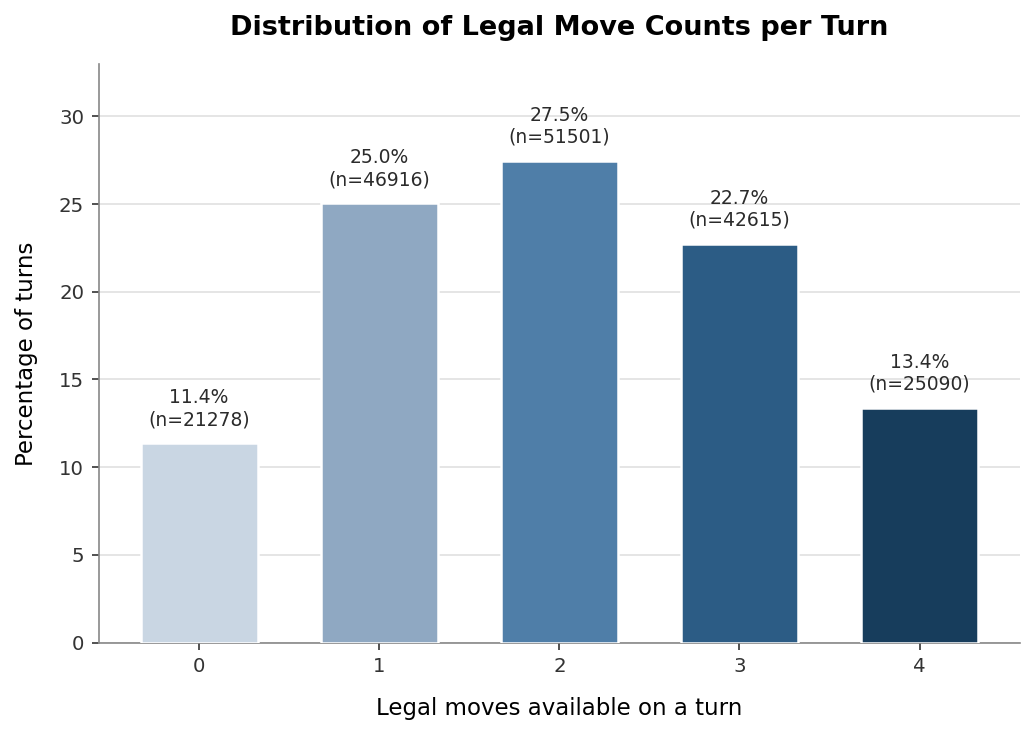 Distribution of Legal Move Counts per Turn
Percentage of turns
30
25
20
15
10
5
0
11.4%
(n=21278)
25.0%
(n=46916)
27.5%
(n=51501)
22.7%
(n=42615)
13.4%
(n=25090)
0
1
2
3
4
Legal moves available on a turn